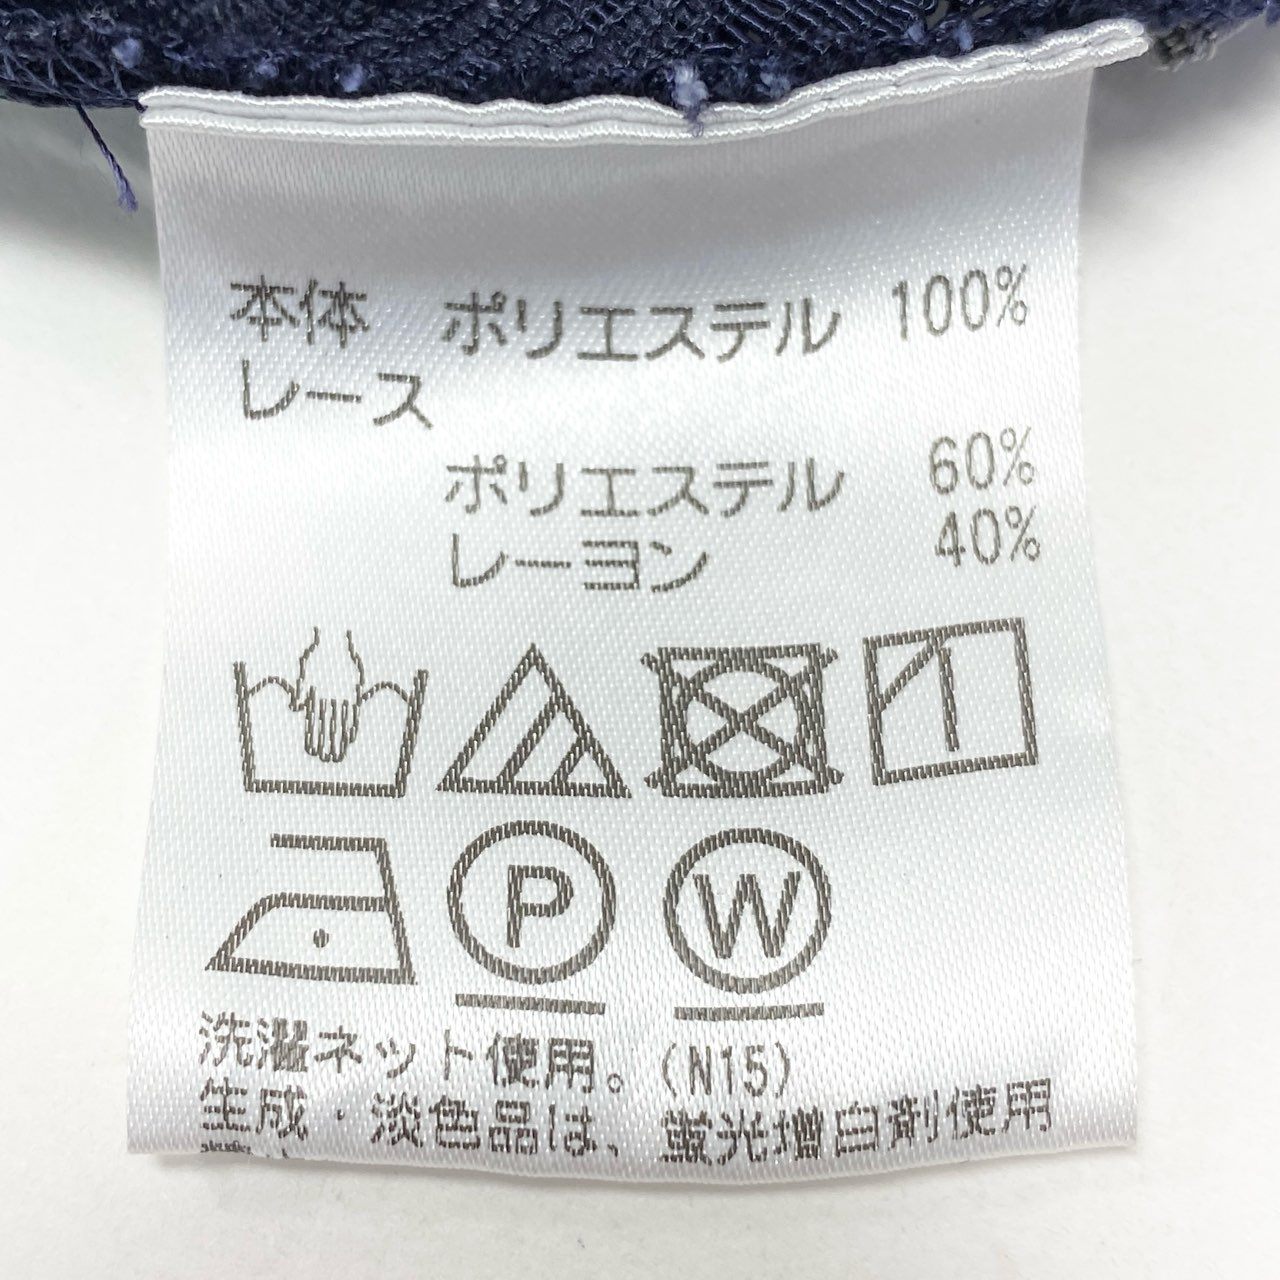 本体 ポリエステル 100%
レース
ポリエステル 60%
レーヨン 40%
P W
洗濯ネット使用。(N15)
生成・淡色品は、蛍光増白剤使用